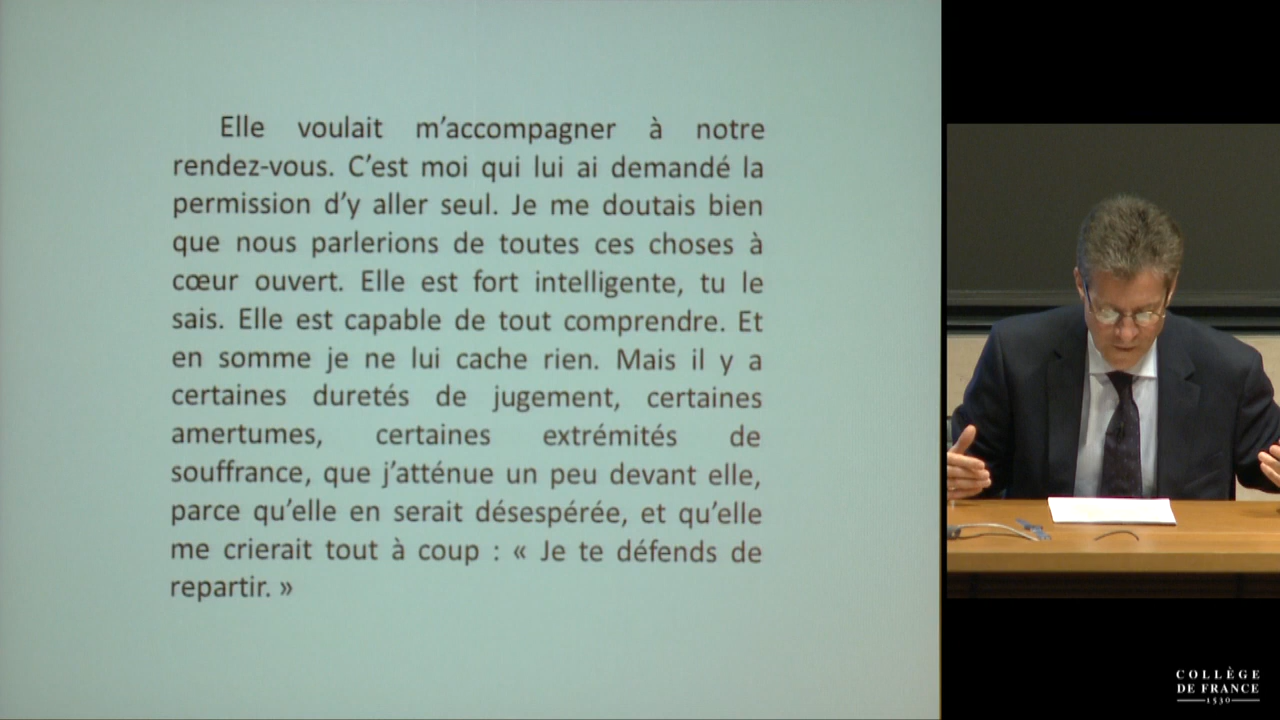 Elle voulait m’accompagner à notre
rendez-vous. C’est moi qui lui ai demandé la
permission d’y aller seul. Je me doutais bien
que nous parlerions de toutes ces choses à
cœur ouvert. Elle est fort intelligente, tu le
sais. Elle est capable de tout comprendre. Et
en somme je ne lui cache rien. Mais il y a
certaines duretés de jugement, certaines
amertumes, certaines extrémités de
souffrance, que j’atténue un peu devant elle,
parce qu’elle en serait désespérée, et qu’elle
me crierait tout à coup : « Je te défends de
repartir. »
COLLÈGE
DE FRANCE
1530